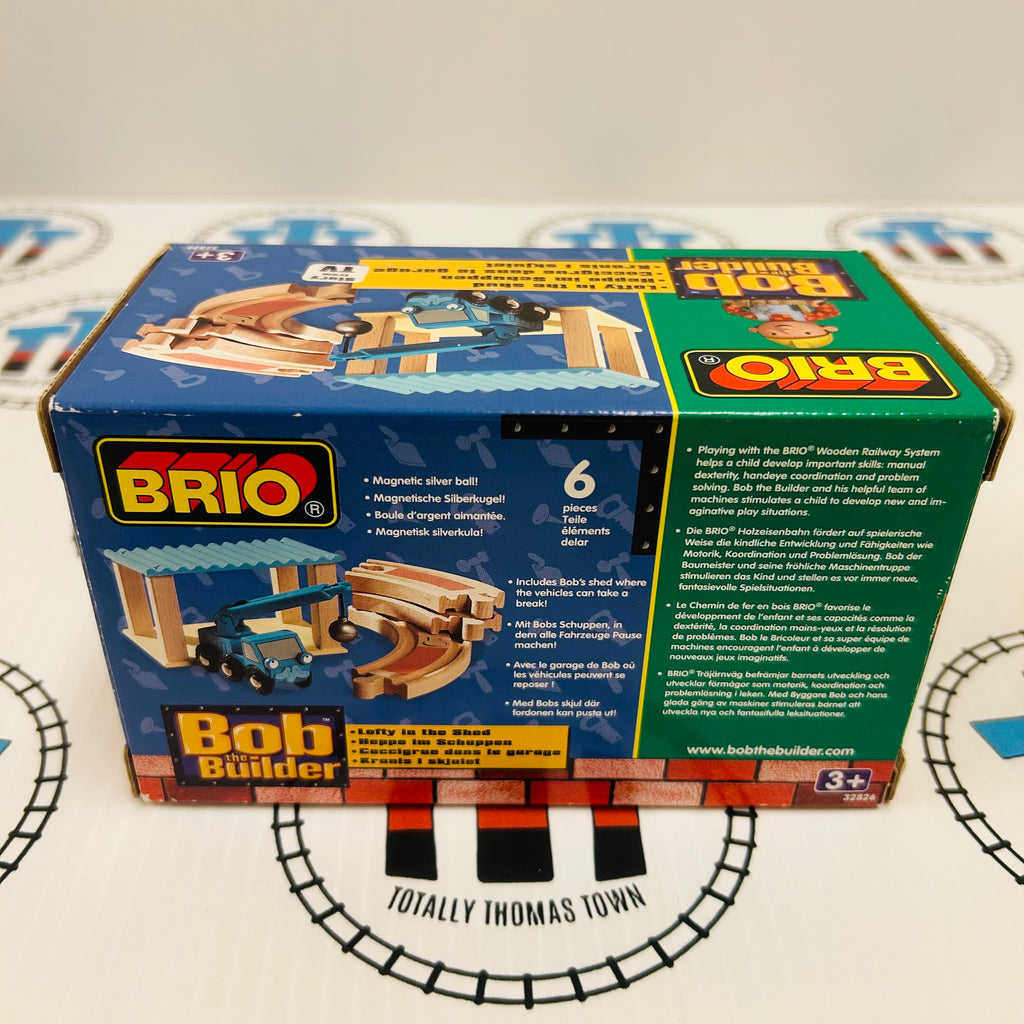 3+
32826
Story
from
TV
• Lofty in the shed
• Heppo im Schuppen
• Coccigrue dans le garage
• Kranis i skjulet
Bob
the
Builder
BRIO®
BRIO®
• Magnetic silver ball!
• Magnetische Silberkugel!
• Boule d'argent aimantée.
• Magnetisk silverkula!
6
pieces
Teile
éléments
delar
• Includes Bob's shed where
the vehicles can take a
break!
• Mit Bobs Schuppen, in
dem alle Fahrzeuge Pause
machen!
• Avec le garage de Bob où
les véhicules peuvent se
reposer !
• Med Bobs skjul där
fordonen kan pusta ut!
Bob™
the
Builder
• Lofty in the Shed
• Heppo im Schuppen
• Coccigrue dans le garage
• Kranis i skjulet
• Playing with the BRIO® Wooden Railway System
helps a child develop important skills: manual
dexterity, handeye coordination and problem
solving. Bob the Builder and his helpful team of
machines stimulates a child to develop new and im-
aginative play situations.
• Die BRIO® Holzeisenbahn fördert auf spielerische
Weise die kindliche Entwicklung und Fähigkeiten wie
Motorik, Koordination und Problemlösung. Bob der
Baumeister und seine fröhliche Maschinentruppe
stimulieren das Kind und stellen es vor immer neue,
fantasievolle Spielsituationen.
• Le Chemin de fer en bois BRIO® favorise le
développement de l'enfant et ses capacités comme la
dextérité, la coordination mains-yeux et la résolution
de problèmes. Bob le Bricoleur et sa super équipe de
machines encouragent l'enfant à développer de
nouveaux jeux imaginatifs.
• BRIO® Träjärnväg befrämjar barnets utveckling och
utvecklar förmågor som motorik, koordination och
problemlösning i leken. Med Byggare Bob och hans
glada gäng av maskiner stimuleras barnet att
utveckla nya och fantasifulla leksituationer.
www.bobthebuilder.com
3+
32826
TOTALLY THOMAS TOWN